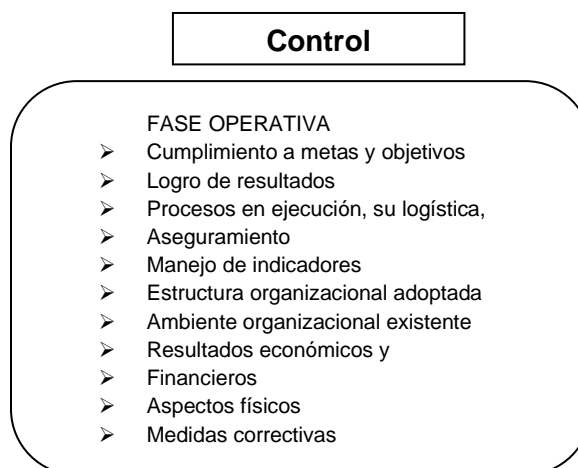 Control
FASE OPERATIVA
➤ Cumplimiento a metas y objetivos
➤ Logro de resultados
➤ Procesos en ejecución, su logística,
➤ Aseguramiento
➤ Manejo de indicadores
➤ Estructura organizacional adoptada
➤ Ambiente organizacional existente
➤ Resultados económicos y
➤ Financieros
➤ Aspectos físicos
➤ Medidas correctivas